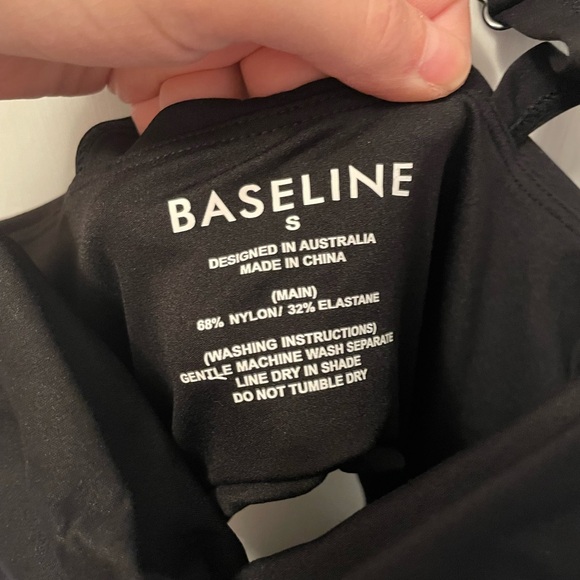 BASELINE
S
DESIGNED IN AUSTRALIA
MADE IN CHINA
(MAIN)
68% NYLON/ 32% ELASTANE
(WASHING INSTRUCTIONS)
GENTLE MACHINE WASH SEPARATE
LINE DRY IN SHADE
DO NOT TUMBLE DRY